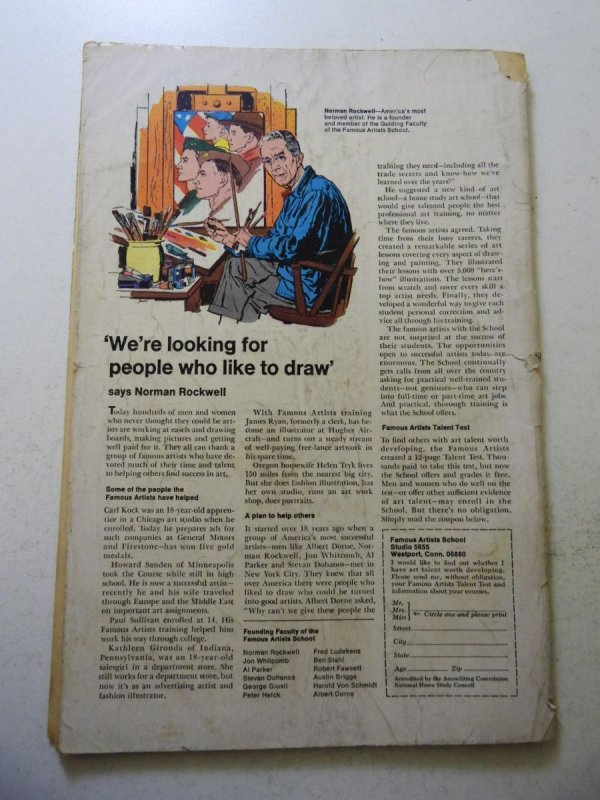 Norman Rockwell—America's most
beloved artist. He is a founder
and member of the Guiding Faculty
of the Famous Artists School.
'We're looking for
people who like to draw'
says Norman Rockwell
Today hundreds of men and women
who never thought they could be art-
ists are working at easels and drawing
boards, making pictures and getting
well paid for it. They all can thank a
group of famous artists who have de-
voted much of their time and talent
to helping others find success in art.
Some of the people the
Famous Artists have helped
Carl Kock was an 18-year-old appren-
tice in a Chicago art studio when he
enrolled. Today he prepares ads for
such companies as General Motors
and Firestone—has won five gold
medals.
Howard Sanden of Minneapolis
took the Course while still in high
school. He is now a successful artist—
recently he and his wife traveled
through Europe and the Middle East
on important art assignments.
Paul Sullivan enrolled at 14. His
Famous Artists training helped him
work his way through college.
Kathleen Gironda of Indiana,
Pennsylvania, was an 18-year-old
salesgirl in a department store. She
still works for a department store, but
now it's as an advertising artist and
fashion illustrator.
With Famous Artists training
James Ryan, formerly a clerk, has be-
come an illustrator at Hughes Air-
craft—and turns out a steady stream
of well-paying free-lance artwork in
his spare time.
Oregon housewife Helen Tryk lives
150 miles from the nearest big city.
But she does fashion illustration, has
her own studio, runs an art work
shop, does portraits.
A plan to help others
It started over 18 years ago when a
group of America's most successful
artists—men like Albert Dorne, Nor-
man Rockwell, Jon Whitcomb, Al
Parker and Stevan Dohanos—met in
New York City. They knew that all
over America there were people who
liked to draw who could be turned
into good artists. Albert Dorne asked,
"Why can't we give these people the
Founding Faculty of the
Famous Artists School
Norman Rockwell
Jon Whitcomb
Al Parker
Stevan Dohanos
George Giusti
Peter Helck
Fred Ludekens
Ben Stahl
Robert Fawcett
Austin Briggs
Harold Von Schmidt
Albert Dorne
training they need—including all the
trade secrets and know-how we've
learned over the years?"
He suggested a new kind of art
school—a home study art school—that
would give talented people the best
professional art training, no matter
where they live.
The famous artists agreed. Taking
time from their busy careers, they
created a remarkable series of art
lessons covering every aspect of draw-
ing and painting. They illustrated
their lessons with over 5,000 "here's-
how" illustrations. The lessons start
from scratch and cover every skill a
top artist needs. Finally, they de-
veloped a wonderful way to give each
student personal correction and ad-
vice all through his training.
The famous artists with the School
are not surprised at the success of
their students. The opportunities
open to successful artists today are
enormous. The School continually
gets calls from all over the country
asking for practical well-trained stu-
dents—not geniuses—who can step
into full-time or part-time art jobs.
And practical, thorough training is
what the School offers.
Famous Artists Talent Test
To find others with art talent worth
developing, the Famous Artists
created a 12-page Talent Test. Thou-
sands paid to take this test, but now
the School offers and grades it free.
Men and women who do well on the
test—or offer other sufficient evidence
of art talent—may enroll in the
School. But there's no obligation.
Simply mail the coupon below.
Famous Artists School
Studio 5655
Westport, Conn. 06880
I would like to find out whether I
have art talent worth developing.
Please send me, without obligation,
your Famous Artists Talent Test and
information about your courses.
Mr.
Mrs. ← Circle one and please print
Miss
Street
City
State
Age Zip
Accredited by the Accrediting Commission
National Home Study Council.